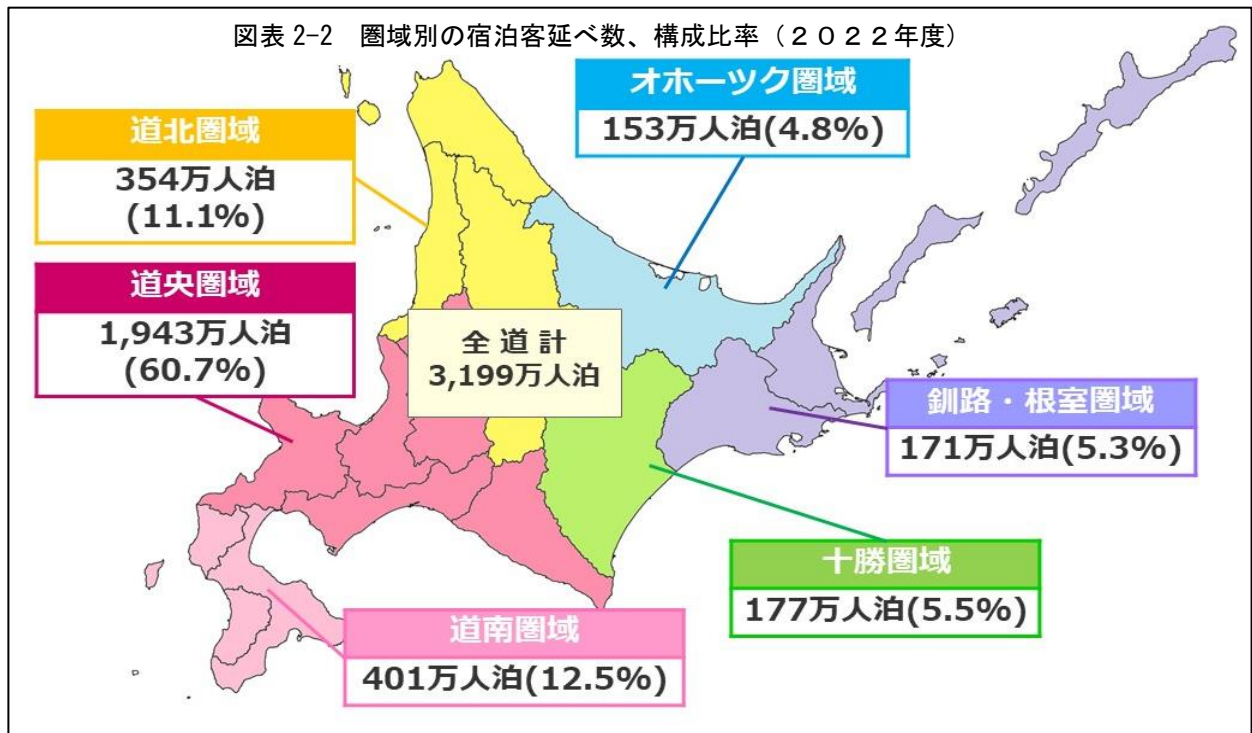 図表 2-2 圏域別の宿泊客延べ数、構成比率（２０２２年度）
オホーツク圏域
153万人泊(4.8%)
道北圏域
354万人泊
(11.1%)
道央圏域
1,943万人泊
(60.7%)
全 道 計
3,199万人泊
釧路・根室圏域
171万人泊(5.3%)
十勝圏域
177万人泊(5.5%)
道南圏域
401万人泊(12.5%)